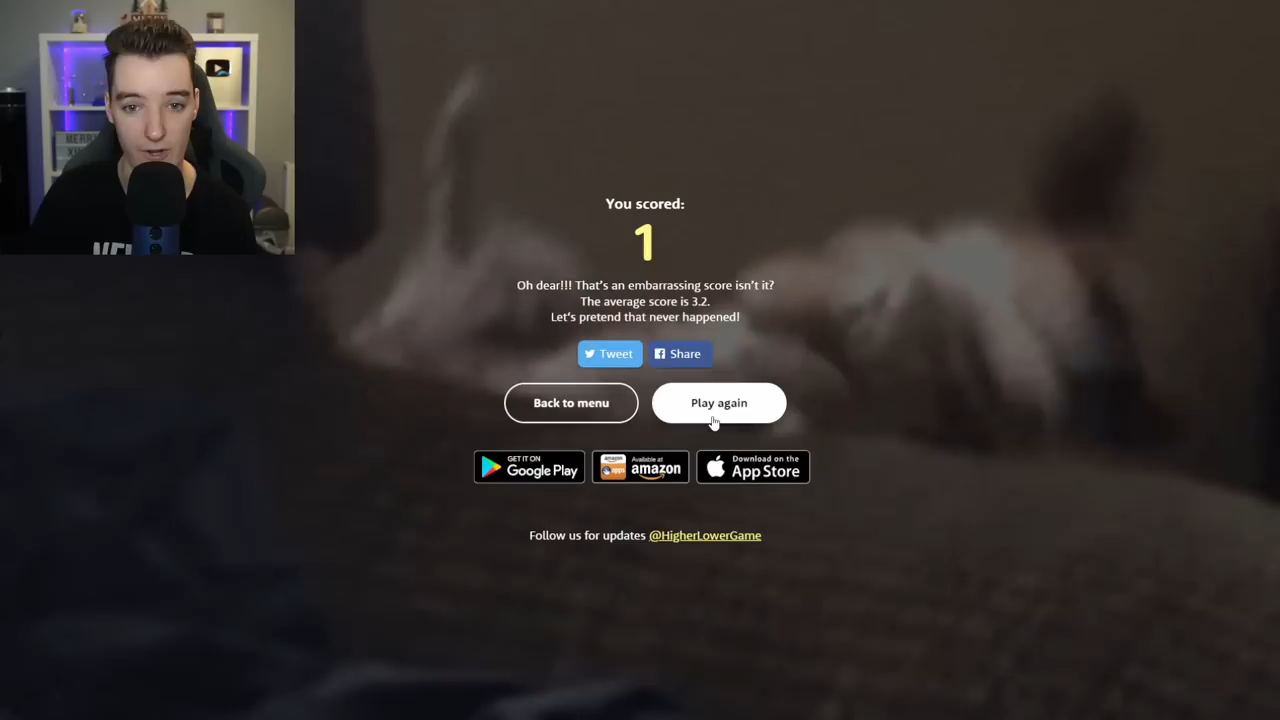 MERRY
You scored:
1
Oh dear!!! That's an embarrassing score isn't it?
The average score is 3.2.
Let's pretend that never happened!
Tweet
Share
Back to menu
Play again
GET IT ON
Google Play
Available at
amazon
Download on the
App Store
Follow us for updates @HigherLowerGame